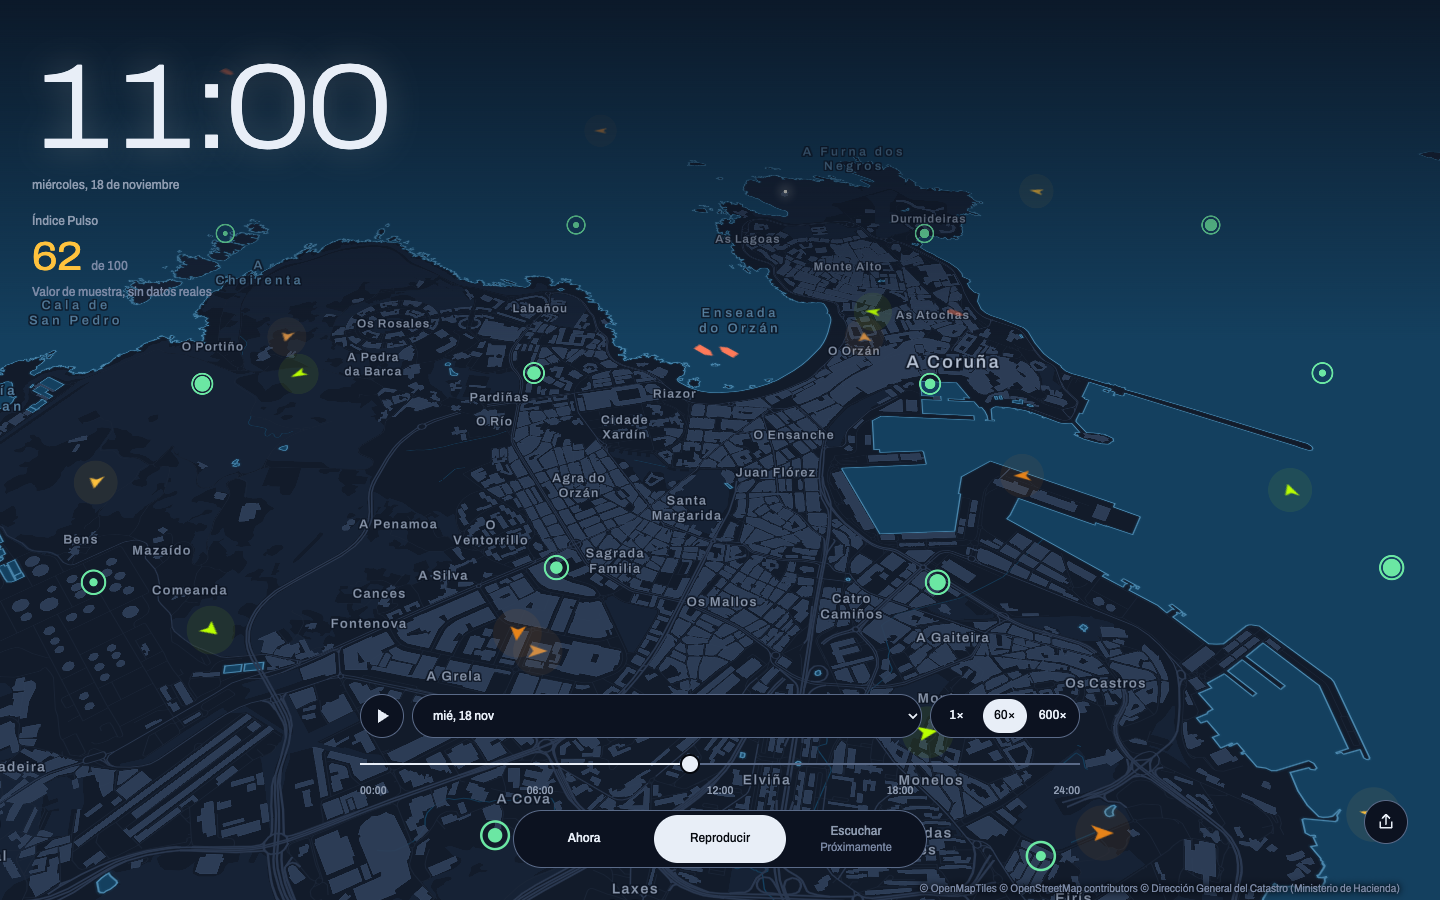 11:00
miércoles, 18 de noviembre
Índice Pulso
62 de 100
Valor de muestra, sin datos reales
A
Cheirenta
Cala de
San Pedro
A Furna dos
Negros
Durmideiras
As Lagoas
Monte Alto
Enseada
do Orzán
As Atochas
Labañou
Os Rosales
O Portiño
A Pedra
da Barca
O Orzán
A Coruña
Pardiñas
Riazor
O Río
Cidade
Xardín
O Ensanche
Juan Flórez
Agra do
Orzán
Santa
Margarida
A Penamoa
O
Ventorrillo
Bens
Mazaído
Sagrada
Familia
A Silva
Comeanda
Cances
Os Mallos
Catro
Camiños
Fontenova
A Gaiteira
A Grela
Os Castros
mié, 18 nov
1×
60×
600×
adeira
Elviña
Monelos
00:00
06:00
12:00
18:00
24:00
A Cova
Ahora
Reproducir
Escuchar
Próximamente
Laxes
© OpenMapTiles © OpenStreetMap contributors © Dirección General del Catastro (Ministerio de Hacienda)
Eirís